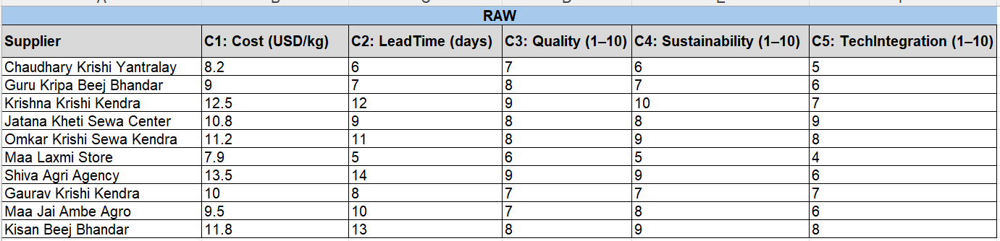 RAW
Supplier C1: Cost (USD/kg) C2: LeadTime (days) C3: Quality (1–10) C4: Sustainability (1–10) C5: TechIntegration (1–10)
Chaudhary Krishi Yantralay 8.2 6 7 6 5
Guru Kripa Beej Bhandar 9 7 8 7 6
Krishna Krishi Kendra 12.5 12 9 10 7
Jatana Kheti Sewa Center 10.8 9 8 8 9
Omkar Krishi Sewa Kendra 11.2 11 8 9 8
Maa Laxmi Store 7.9 5 6 5 4
Shiva Agri Agency 13.5 14 9 9 6
Gaurav Krishi Kendra 10 8 7 7 7
Maa Jai Ambe Agro 9.5 10 7 8 6
Kisan Beej Bhandar 11.8 13 8 9 8